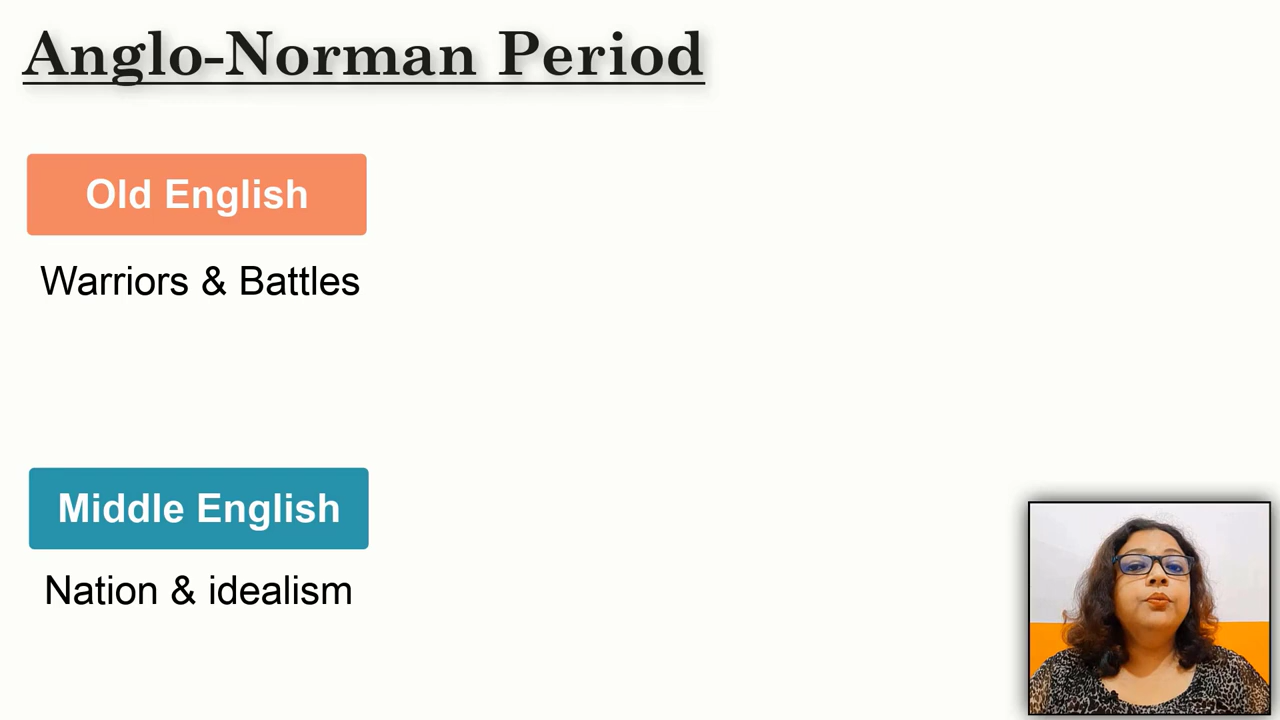 Anglo-Norman Period
Old English
Warriors & Battles
Middle English
Nation & idealism